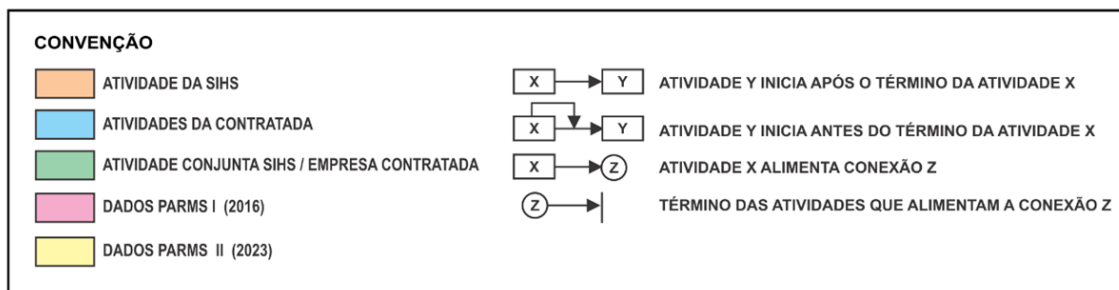 CONVENÇÃO
ATIVIDADE DA SIHS
ATIVIDADES DA CONTRATADA
ATIVIDADE CONJUNTA SIHS / EMPRESA CONTRATADA
DADOS PARMS I (2016)
DADOS PARMS II (2023)
X Y ATIVIDADE Y INICIA APÓS O TÉRMINO DA ATIVIDADE X
X Y ATIVIDADE Y INICIA ANTES DO TÉRMINO DA ATIVIDADE X
X Z ATIVIDADE X ALIMENTA CONEXÃO Z
Z TÉRMINO DAS ATIVIDADES QUE ALIMENTAM A CONEXÃO Z